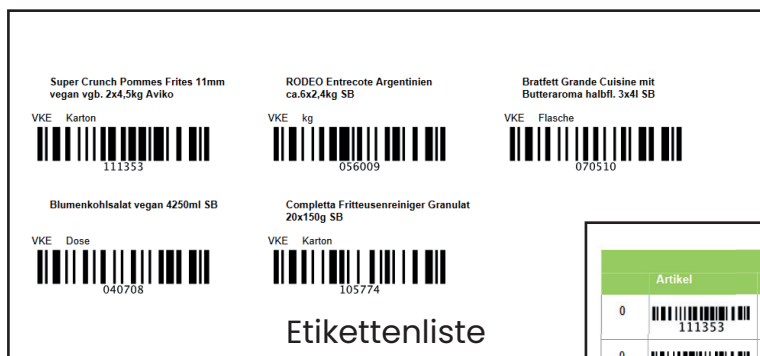 Super Crunch Pommes Frites 11mm
vegan vgb. 2x4,5kg Aviko
VKE Karton
111353
RODEO Entrecote Argentinien
ca.6x2,4kg SB
VKE kg
056009
Bratfett Grande Cuisine mit
Butteraroma halbfl. 3x4l SB
VKE Flasche
070510
Blumenkohlsalat vegan 4250ml SB
VKE Dose
040708
Completta Fritteusenreiniger Granulat
20x150g SB
VKE Karton
105774
Etikettenliste
Artikel
0
111353